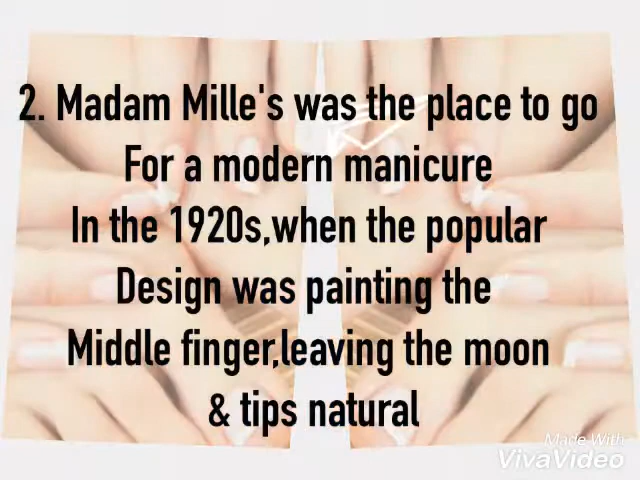 2. Madam Mille's was the place to go
For a modern manicure
In the 1920s,when the popular
Design was painting the
Middle finger,leaving the moon
& tips natural
Made With
VivaVideo